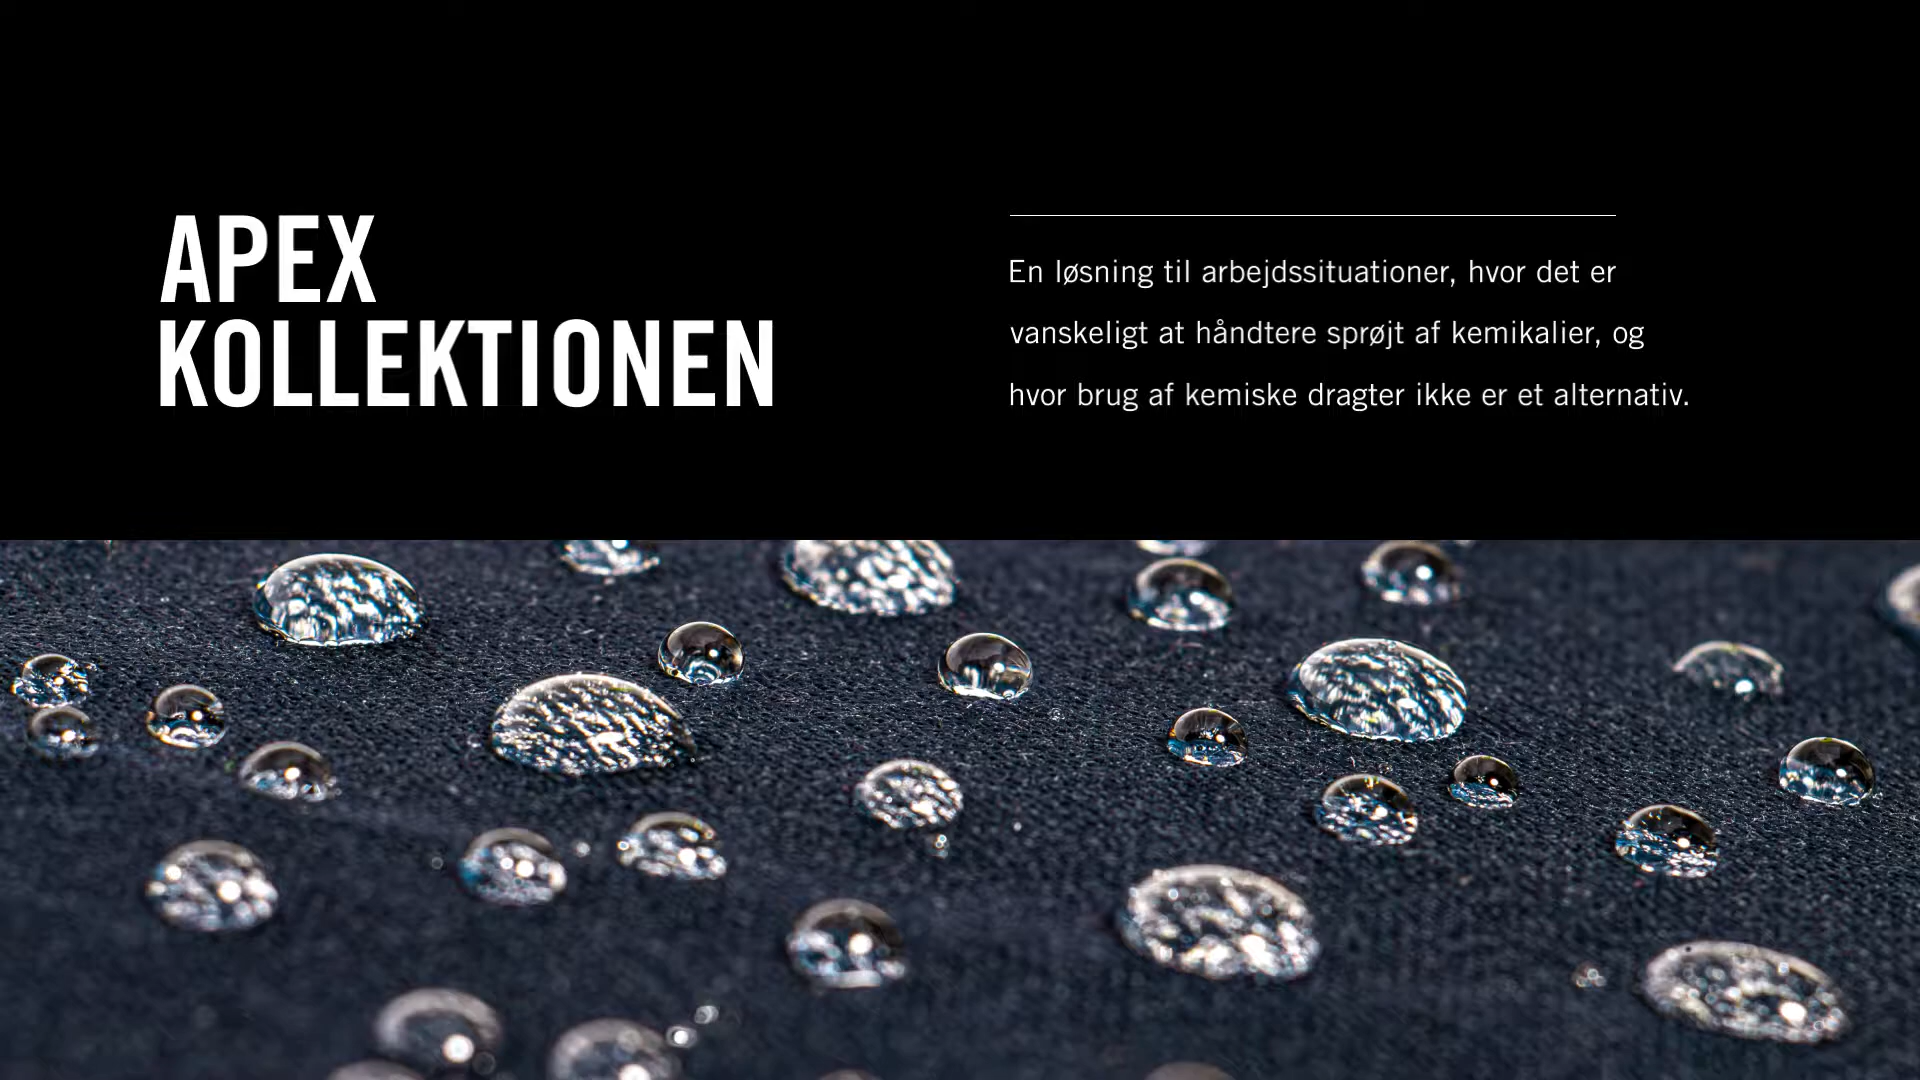 APEX
KOLLEKTIONEN
En løsning til arbejdssituationer, hvor det er
vanskeligt at håndtere sprøjt af kemikalier, og
hvor brug af kemiske dragter ikke er et alternativ.